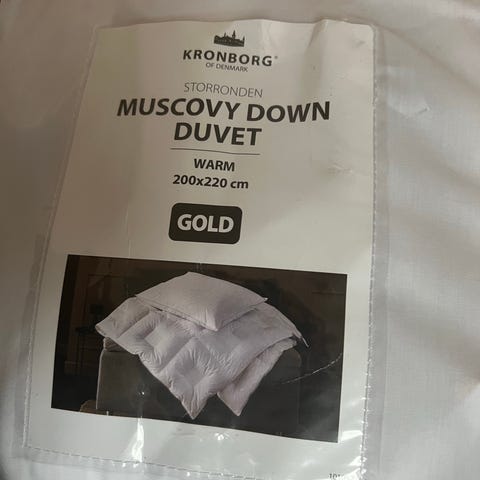 KRONBORG®
OF DENMARK
STORRONDEN
MUSCOVY DOWN
DUVET
WARM
200x220 cm
GOLD